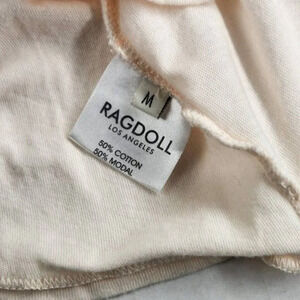 M
RAGDOLL
LOS ANGELES
50% COTTON
50% MODAL